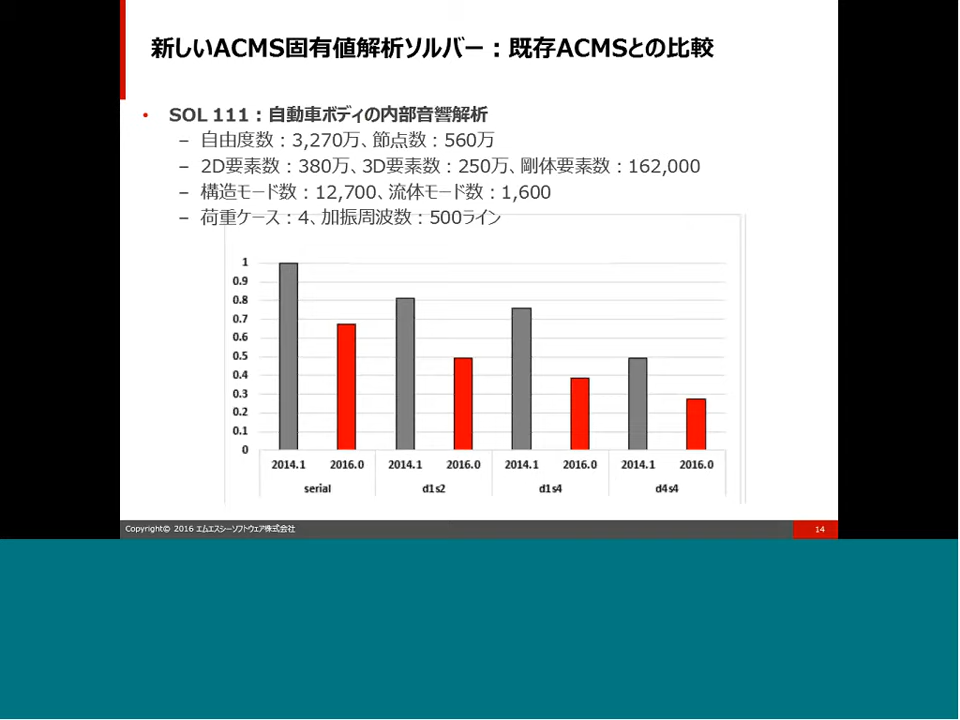 新しいACMS固有値解析ソルバー：既存ACMSとの比較
• SOL 111：自動車ボディの内部音響解析
– 自由度数：3,270万、節点数：560万
– 2D要素数：380万、3D要素数：250万、剛体要素数：162,000
– 構造モード数：12,700、流体モード数：1,600
– 荷重ケース：4、加振周波数：500ライン
1
0.9
0.8
0.7
0.6
0.5
0.4
0.3
0.2
0.1
0
2014.1 2016.0 2014.1 2016.0 2014.1 2016.0 2014.1 2016.0
serial d1s2 d1s4 d4s4
Copyright© 2016 エムエスシーソフトウェア株式会社 14